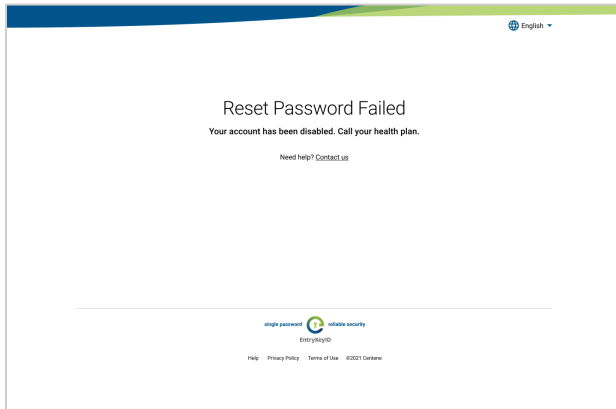 English
Reset Password Failed
Your account has been disabled. Call your health plan.
Need help? Contact us
single password reliable security
EntryKeyID
Help Privacy Policy Terms of Use ©2021 Centene